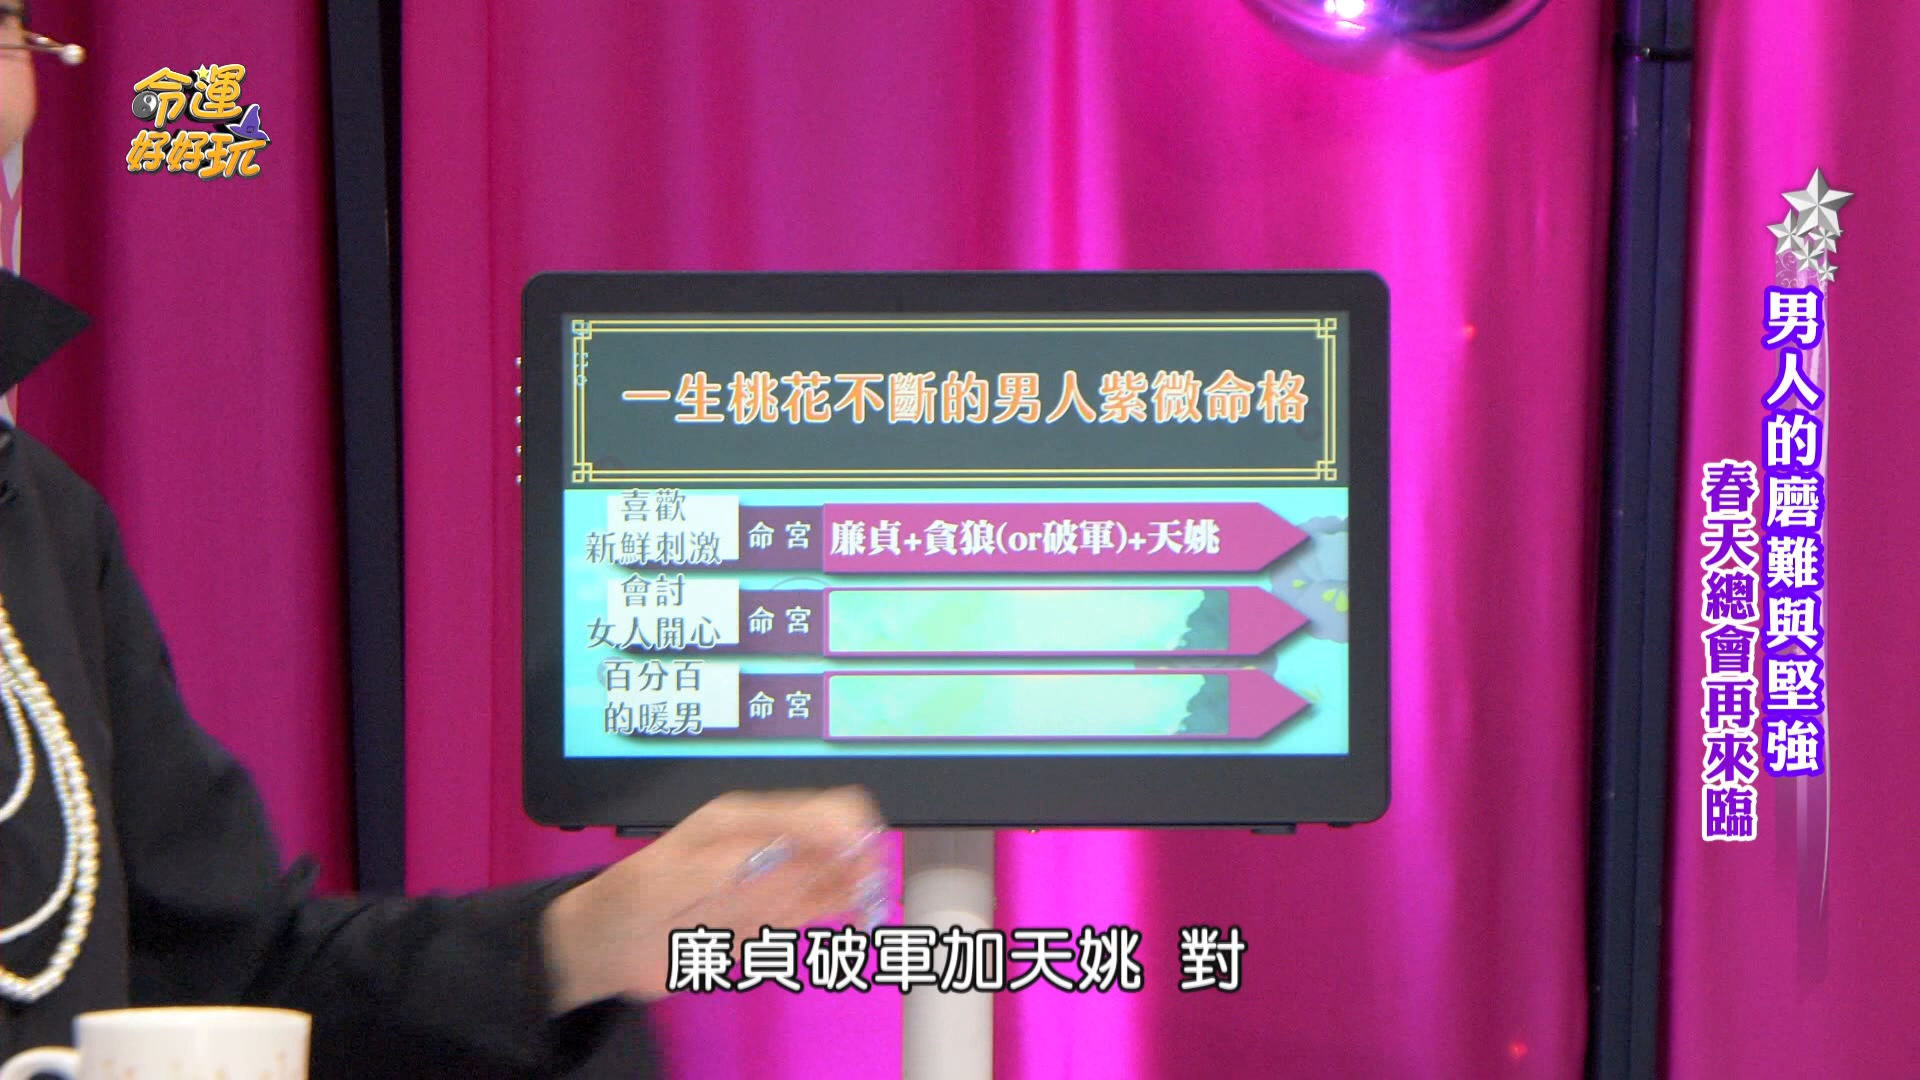 命運
好好玩
男人的磨難與堅強
春天總會再來臨
一生桃花不斷的男人紫微命格
喜歡
新鮮刺激
命宮
廉貞+貪狼(or破軍)+天姚
會討
女人開心
命宮
百分百
的暖男
命宮
廉貞破軍加天姚 對